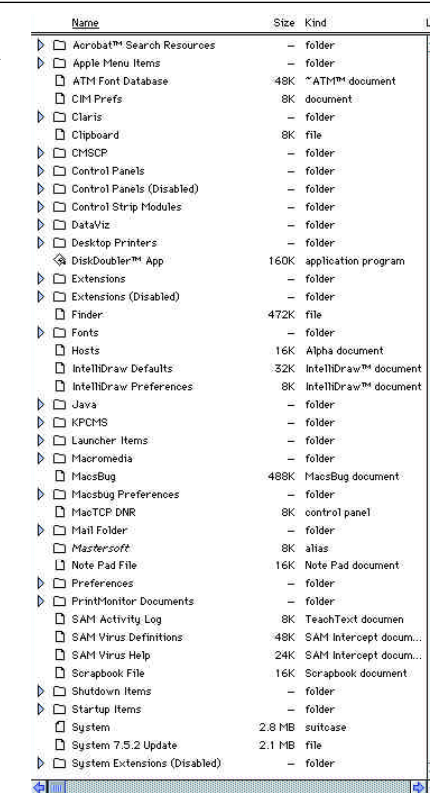 Name Size Kind L
Acrobat™ Search Resources – folder
Apple Menu Items – folder
ATM Font Database 48K ~ATM™ document
CIM Prefs 8K document
Claris – folder
Clipboard 8K file
CMSCP – folder
Control Panels – folder
Control Panels (Disabled) – folder
Control Strip Modules – folder
DataViz – folder
Desktop Printers – folder
DiskDoubler™ App 160K application program
Extensions – folder
Extensions (Disabled) – folder
Finder 472K file
Fonts – folder
Hosts 16K Alpha document
IntelliDraw Defaults 32K IntelliDraw™ document
IntelliDraw Preferences 8K IntelliDraw™ document
Java – folder
KPCMS – folder
Launcher Items – folder
Macromedia – folder
MacsBug 488K MacsBug document
Macsbug Preferences – folder
MacTCP DNR 8K control panel
Mail Folder – folder
Mastersoft 8K alias
Note Pad File 16K Note Pad document
Preferences – folder
PrintMonitor Documents – folder
SAM Activity Log 8K TeachText documen
SAM Virus Definitions 48K SAM Intercept docum...
SAM Virus Help 24K SAM Intercept docum...
Scrapbook File 16K Scrapbook document
Shutdown Items – folder
Startup Items – folder
System 2.8 MB suitcase
System 7.5.2 Update 2.1 MB file
System Extensions (Disabled) – folder